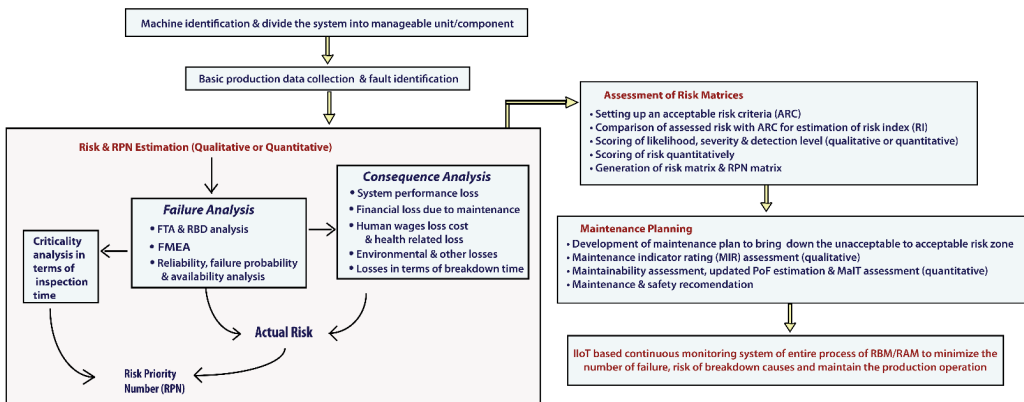 Machine identification & divide the system into manageable unit/component
Basic production data collection & fault identification
Risk & RPN Estimation (Qualitative or Quantitative)
Failure Analysis
• FTA & RBD analysis
• FMEA
• Reliability, failure probability
& availability analysis
Consequence Analysis
• System performance loss
• Financial loss due to maintenance
• Human wages loss cost
& health related loss
• Environmental & other losses
• Losses in terms of breakdown time
Criticality
analysis in
terms of
inspection
time
Actual Risk
Risk Priority
Number (RPN)
Assessment of Risk Matrices
• Setting up an acceptable risk criteria (ARC)
• Comparison of assessed risk with ARC for estimation of risk index (RI)
• Scoring of likelihood, severity & detection level (qualitative or quantitative)
• Scoring of risk quantitatively
• Generation of risk matrix & RPN matrix
Maintenance Planning
• Development of maintenance plan to bring down the unacceptable to acceptable risk zone
• Maintenance indicator rating (MIR) assessment (qualitative)
• Maintainability assessment, updated PoF estimation & MaIT assessment (quantitative)
• Maintenance & safety recomendation
IIoT based continuous monitoring system of entire process of RBM/RAM to minimize the
number of failure, risk of breakdown causes and maintain the production operation